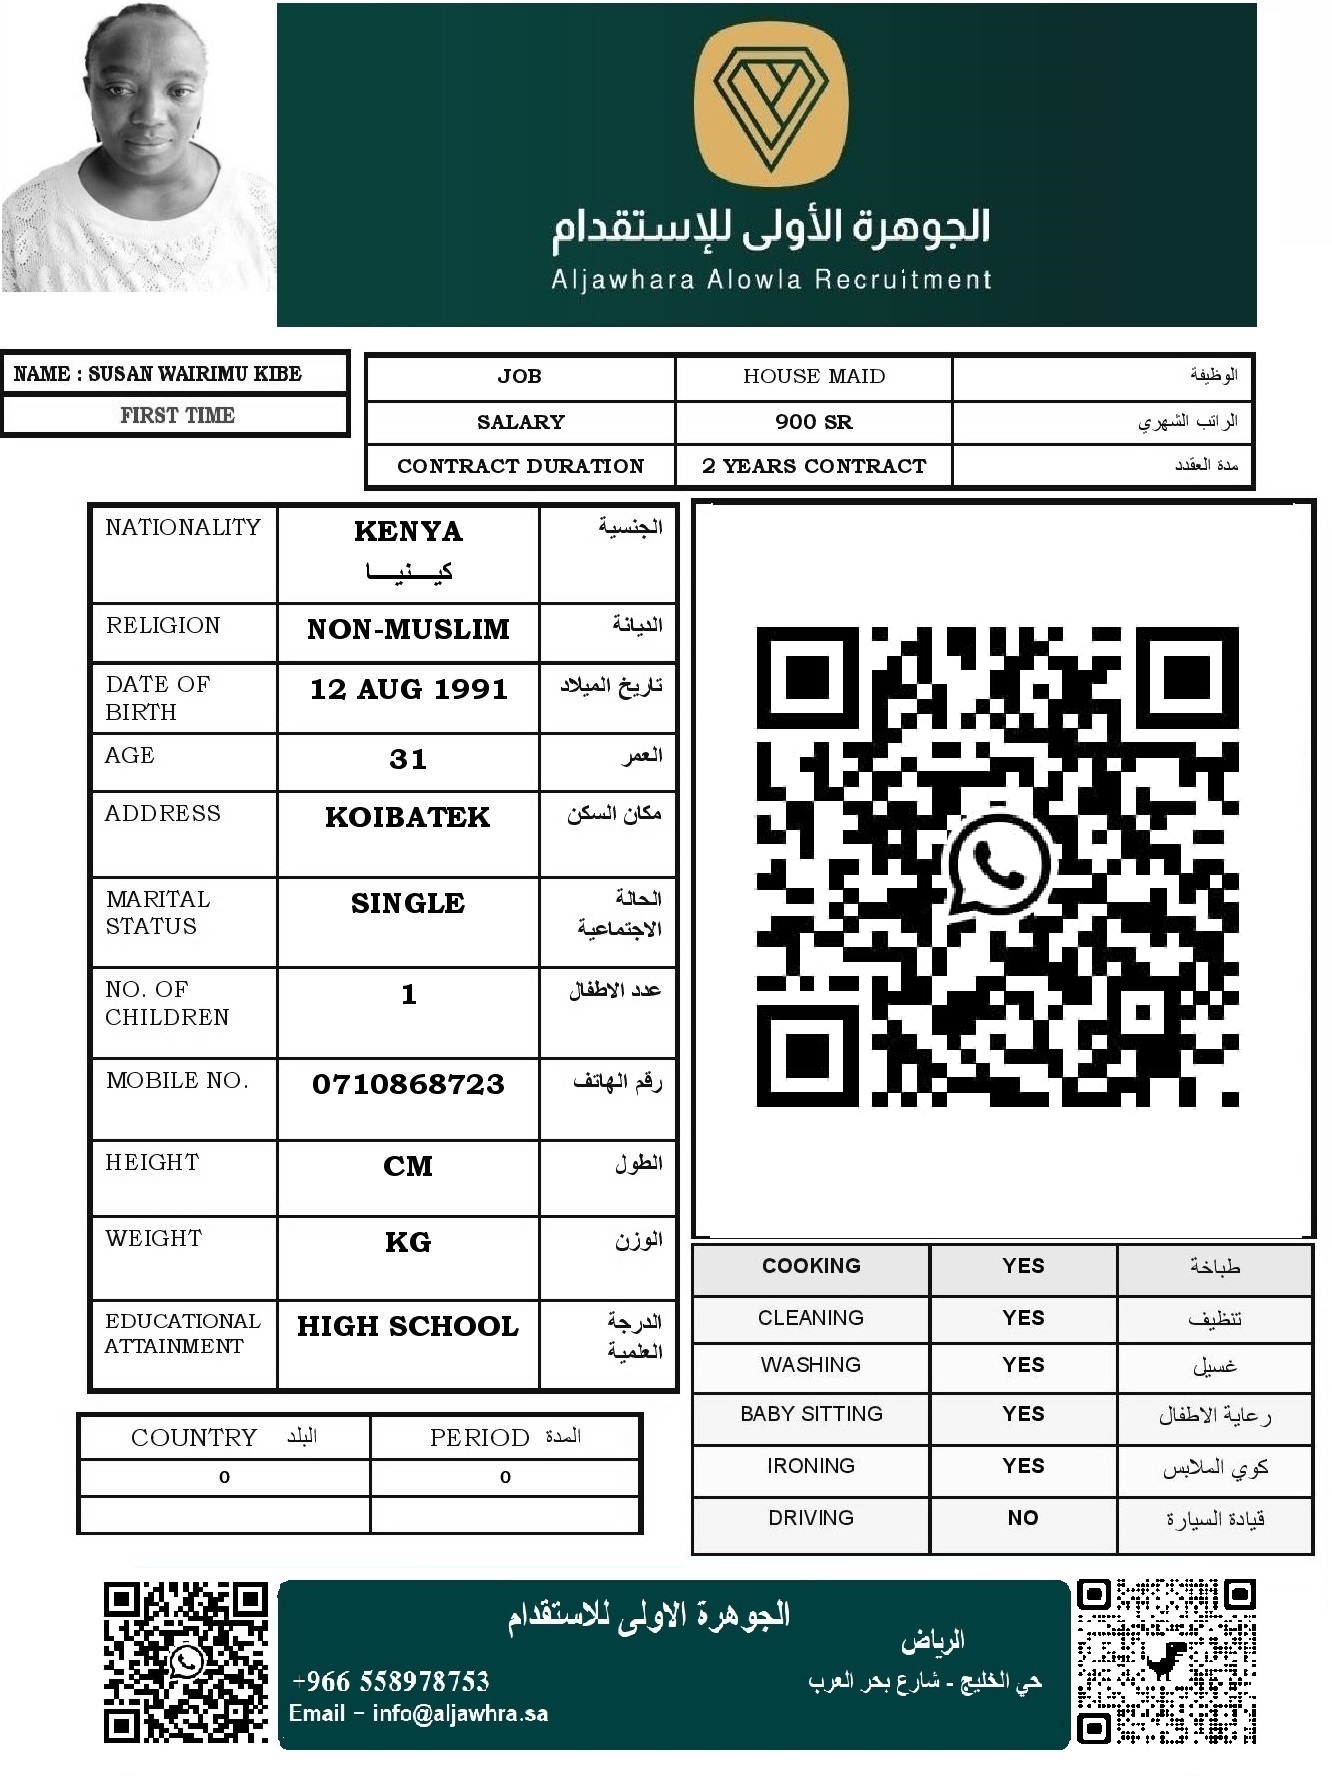 الجوهرة الأولى للإستقدام
Aljawhara Alowla Recruitment
NAME : SUSAN WAIRIMU KIBE
FIRST TIME
JOB HOUSE MAID الوظيفة
SALARY 900 SR الراتب الشهري
CONTRACT DURATION 2 YEARS CONTRACT مدة العقدد
NATIONALITY KENYA الجنسية
كيـــنيـــا
RELIGION NON-MUSLIM الديانة
DATE OF BIRTH 12 AUG 1991 تاريخ الميلاد
AGE 31 العمر
ADDRESS KOIBATEK مكان السكن
MARITAL SINGLE الحالة
STATUS الاجتماعية
NO. OF 1 عدد الاطفال
CHILDREN
MOBILE NO. 0710868723 رقم الهاتف
HEIGHT CM الطول
WEIGHT KG الوزن
EDUCATIONAL HIGH SCHOOL الدرجة
ATTAINMENT العلمية
COOKING YES طباخة
CLEANING YES تنظيف
WASHING YES غسيل
BABY SITTING YES رعاية الاطفال
IRONING YES كوي الملابس
DRIVING NO قيادة السيارة
COUNTRY البلد PERIOD المدة
0 0
الجوهرة الاولى للاستقدام
الرياض
+966 558978753 حي الخليج - شارع بحر العرب
Email – info@aljawhra.sa